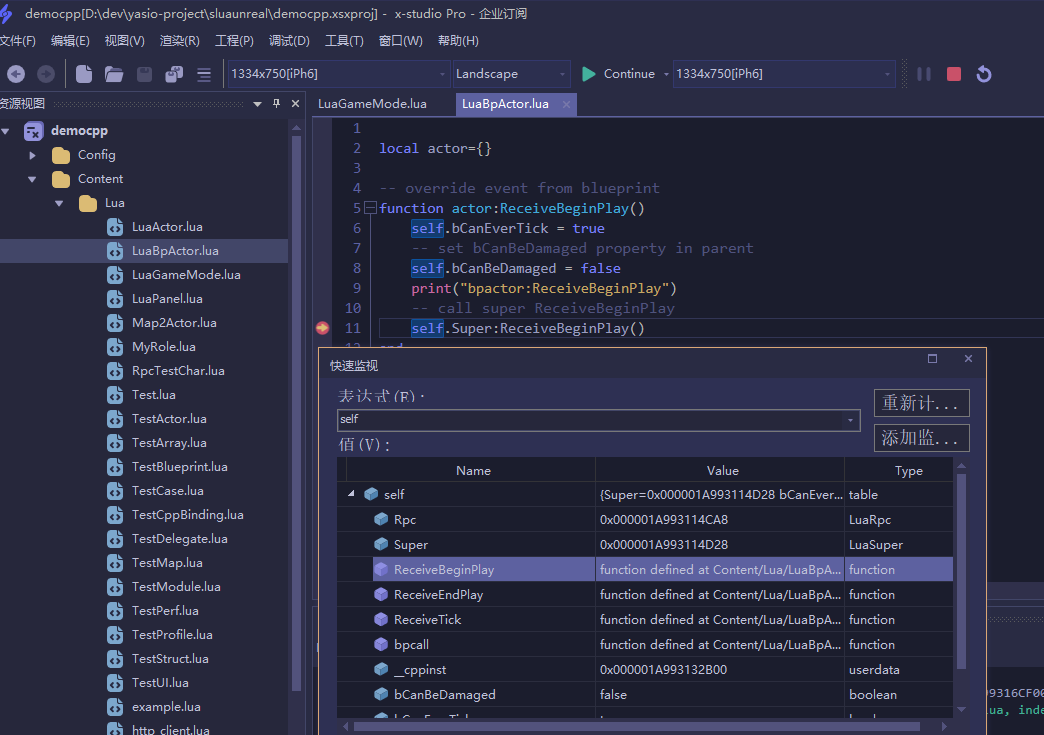 democpp[D:\dev\yasio-project\sluaunreal\democpp.xsxproj] - x-studio Pro - 企业订阅
文件(F) 编辑(E) 视图(V) 渲染(R) 工程(P) 调试(D) 工具(T) 窗口(W) 帮助(H)
1334x750[iPh6] Landscape Continue 1334x750[iPh6]
资源视图
LuaGameMode.lua LuaBpActor.lua
democpp
Config
Content
Lua
LuaActor.lua
LuaBpActor.lua
LuaGameMode.lua
LuaPanel.lua
Map2Actor.lua
MyRole.lua
RpcTestChar.lua
Test.lua
TestActor.lua
TestArray.lua
TestBlueprint.lua
TestCase.lua
TestCppBinding.lua
TestDelegate.lua
TestMap.lua
TestModule.lua
TestPerf.lua
TestProfile.lua
TestStruct.lua
TestUI.lua
example.lua
http_client.lua
1
2 local actor={}
3
4 -- override event from blueprint
5 function actor:ReceiveBeginPlay()
6 self.bCanEverTick = true
7 -- set bCanBeDamaged property in parent
8 self.bCanBeDamaged = false
9 print("bpactor:ReceiveBeginPlay")
10 -- call super ReceiveBeginPlay
11 self.Super:ReceiveBeginPlay()
12 end
快速监视
表达式(E):
self
重新计...
添加监...
值(V):
Name Value Type
self {Super=0x000001A993114D28 bCanEver... table
Rpc 0x000001A993114CA8 LuaRpc
Super 0x000001A993114D28 LuaSuper
ReceiveBeginPlay function defined at Content/Lua/LuaBpA... function
ReceiveEndPlay function defined at Content/Lua/LuaBpA... function
ReceiveTick function defined at Content/Lua/LuaBpA... function
bpcall function defined at Content/Lua/LuaBpA... function
__cppinst 0x000001A993132B00 userdata
bCanBeDamaged false boolean